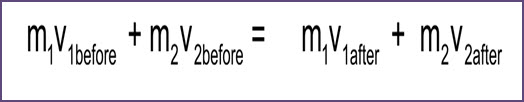 m₁v₁before + m₂v₂before = m₁v₁after + m₂v₂after